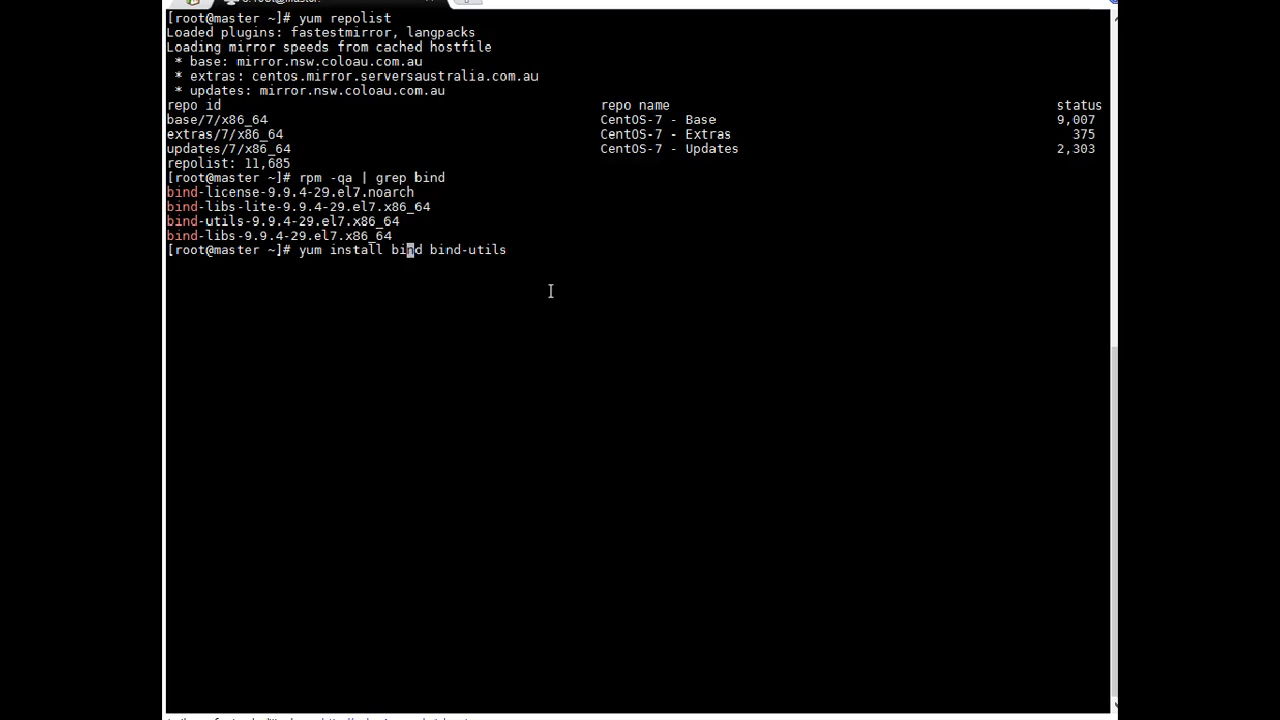 [root@master ~]# yum repolist
Loaded plugins: fastestmirror, langpacks
Loading mirror speeds from cached hostfile
 * base: mirror.nsw.coloau.com.au
 * extras: centos.mirror.serversaustralia.com.au
 * updates: mirror.nsw.coloau.com.au
repo id repo name status
base/7/x86_64 CentOS-7 - Base 9,007
extras/7/x86_64 CentOS-7 - Extras 375
updates/7/x86_64 CentOS-7 - Updates 2,303
repolist: 11,685
[root@master ~]# rpm -qa | grep bind
bind-license-9.9.4-29.el7.noarch
bind-libs-lite-9.9.4-29.el7.x86_64
bind-utils-9.9.4-29.el7.x86_64
bind-libs-9.9.4-29.el7.x86_64
[root@master ~]# yum install bind bind-utils